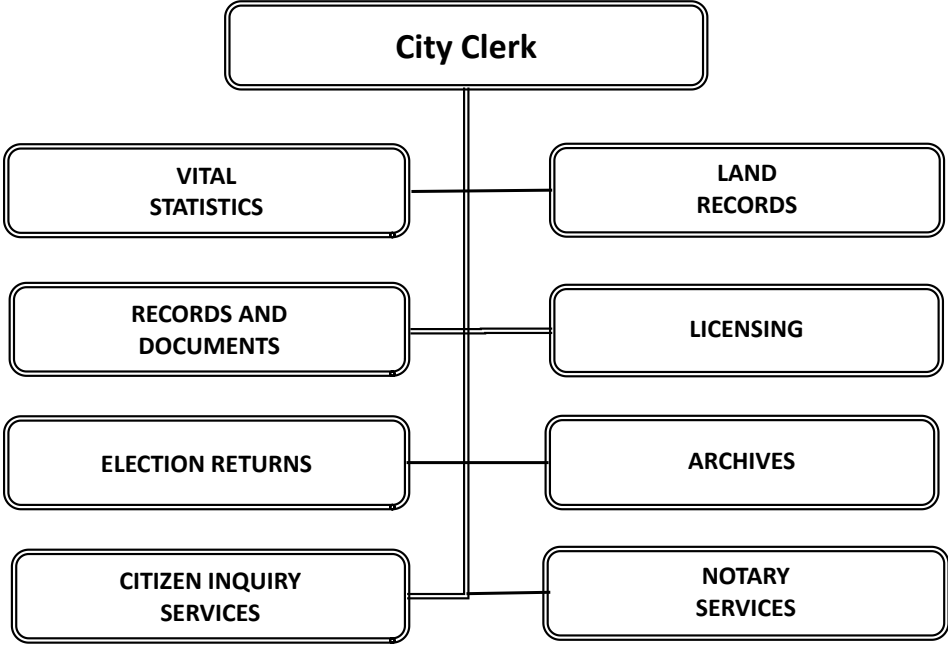 City Clerk
VITAL
STATISTICS
LAND
RECORDS
RECORDS AND
DOCUMENTS
LICENSING
ELECTION RETURNS
ARCHIVES
CITIZEN INQUIRY
SERVICES
NOTARY
SERVICES